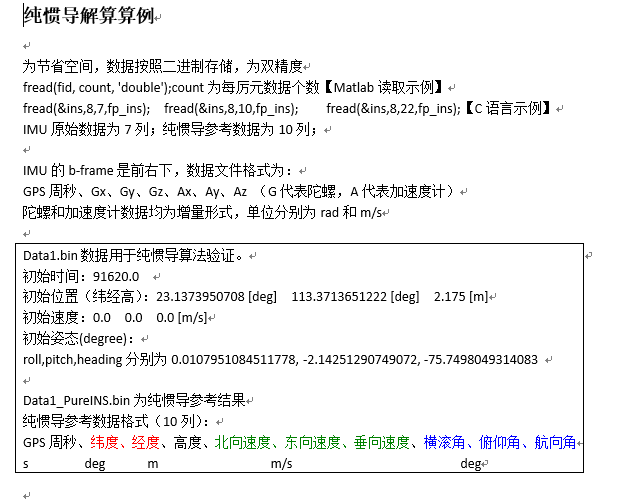 纯惯导解算算例
为节省空间，数据按照二进制存储，为双精度
fread(fid, count, 'double');count 为每历元数据个数【Matlab 读取示例】
fread(&ins,8,7,fp_ins); fread(&ins,8,10,fp_ins); fread(&ins,8,22,fp_ins);【C 语言示例】
IMU 原始数据为 7 列；纯惯导参考数据为 10 列；
IMU 的 b-frame 是前右下，数据文件格式为：
GPS 周秒、Gx、Gy、Gz、Ax、Ay、Az （G 代表陀螺，A 代表加速度计）
陀螺和加速度计数据均为增量形式，单位分别为 rad 和 m/s
Data1.bin 数据用于纯惯导算法验证。
初始时间：91620.0
初始位置（纬经高）：23.1373950708 [deg] 113.3713651222 [deg] 2.175 [m]
初始速度：0.0 0.0 0.0 [m/s]
初始姿态(degree)：
roll,pitch,heading 分别为 0.0107951084511778, -2.14251290749072, -75.7498049314083
Data1_PureINS.bin 为纯惯导参考结果
纯惯导参考数据格式（10 列）：
GPS 周秒、纬度、经度、高度、北向速度、东向速度、垂向速度、横滚角、俯仰角、航向角
s deg m m/s deg